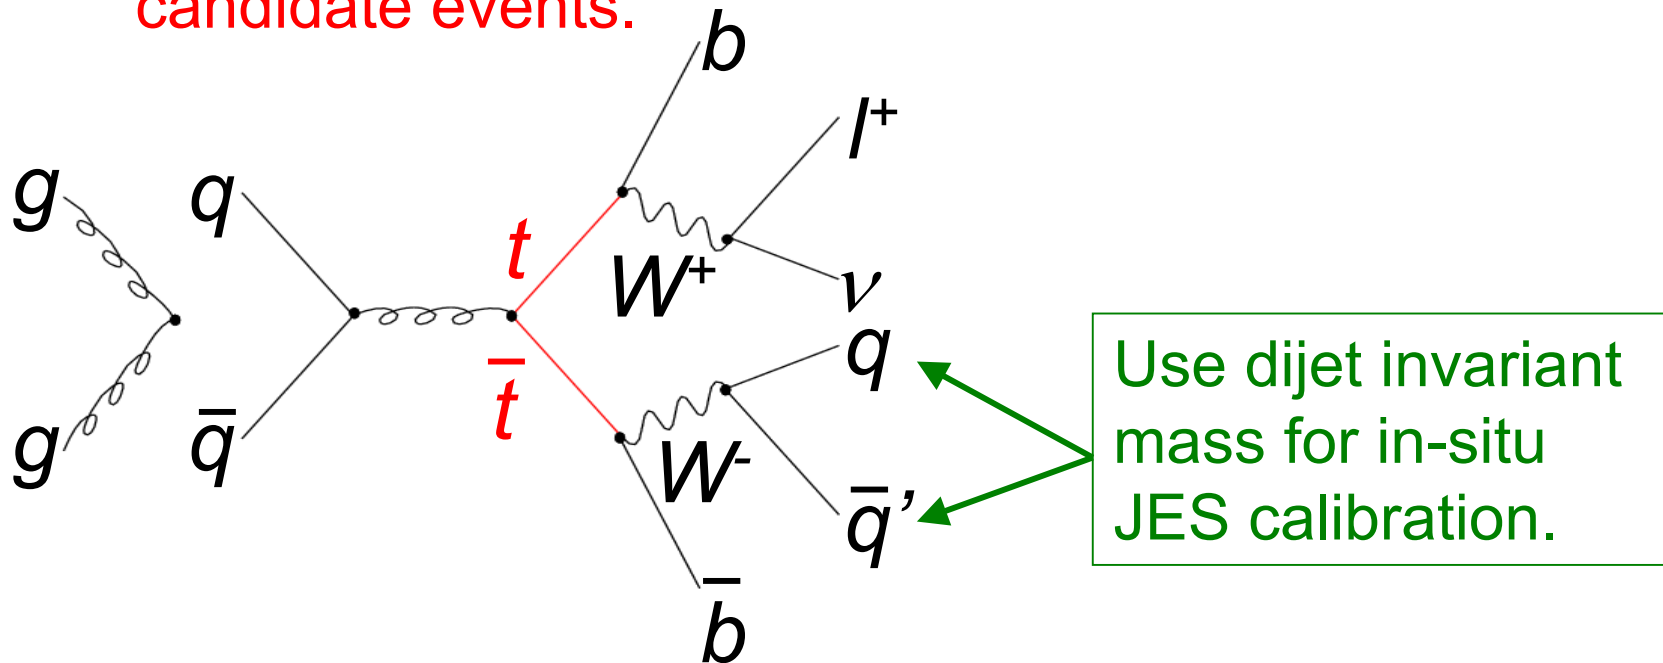 candidate events.
b
l⁺
g
q
t
W⁺
ν
q
t̅
Use dijet invariant
mass for in-situ
JES calibration.
g
q̅
W⁻
q̅’
b̅